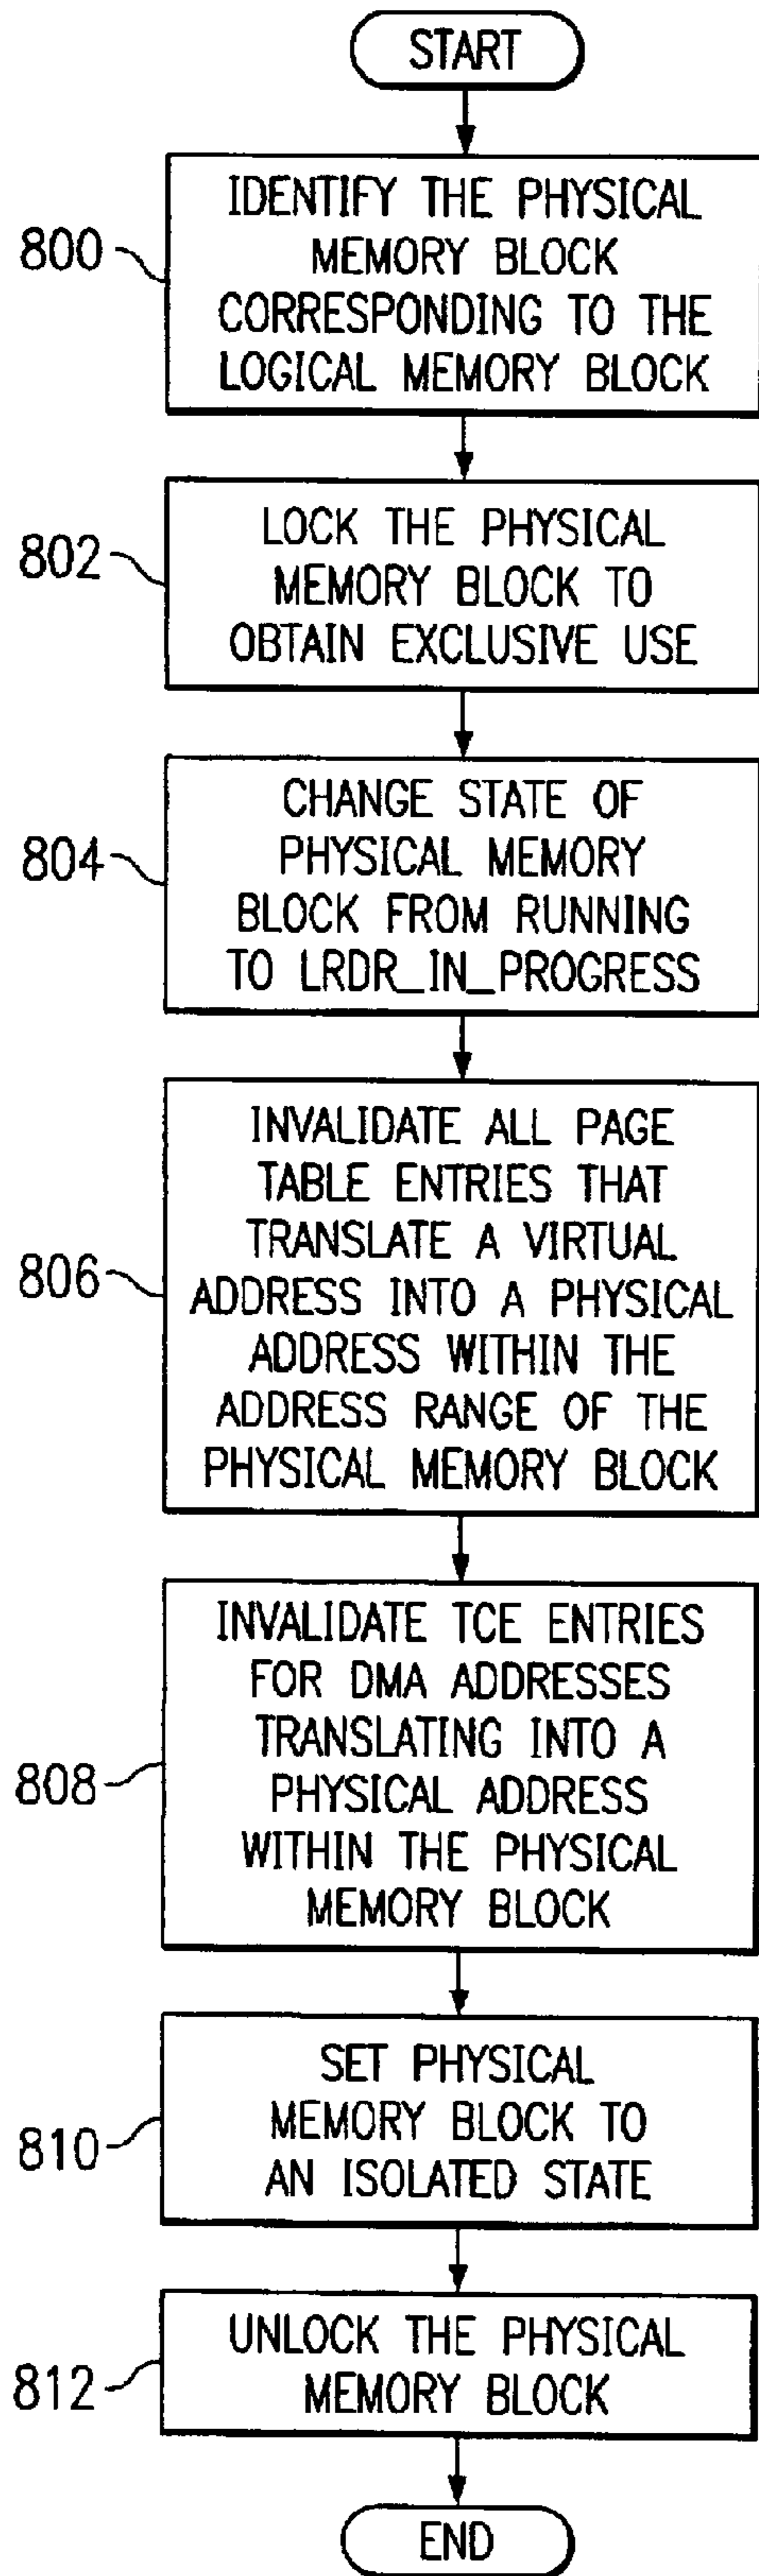 START
800
IDENTIFY THE PHYSICAL
MEMORY BLOCK
CORRESPONDING TO THE
LOGICAL MEMORY BLOCK
802
LOCK THE PHYSICAL
MEMORY BLOCK TO
OBTAIN EXCLUSIVE USE
804
CHANGE STATE OF
PHYSICAL MEMORY
BLOCK FROM RUNNING
TO LRDR_IN_PROGRESS
806
INVALIDATE ALL PAGE
TABLE ENTRIES THAT
TRANSLATE A VIRTUAL
ADDRESS INTO A PHYSICAL
ADDRESS WITHIN THE
ADDRESS RANGE OF THE
PHYSICAL MEMORY BLOCK
808
INVALIDATE TCE ENTRIES
FOR DMA ADDRESSES
TRANSLATING INTO A
PHYSICAL ADDRESS
WITHIN THE PHYSICAL
MEMORY BLOCK
810
SET PHYSICAL
MEMORY BLOCK TO
AN ISOLATED STATE
812
UNLOCK THE PHYSICAL
MEMORY BLOCK
END